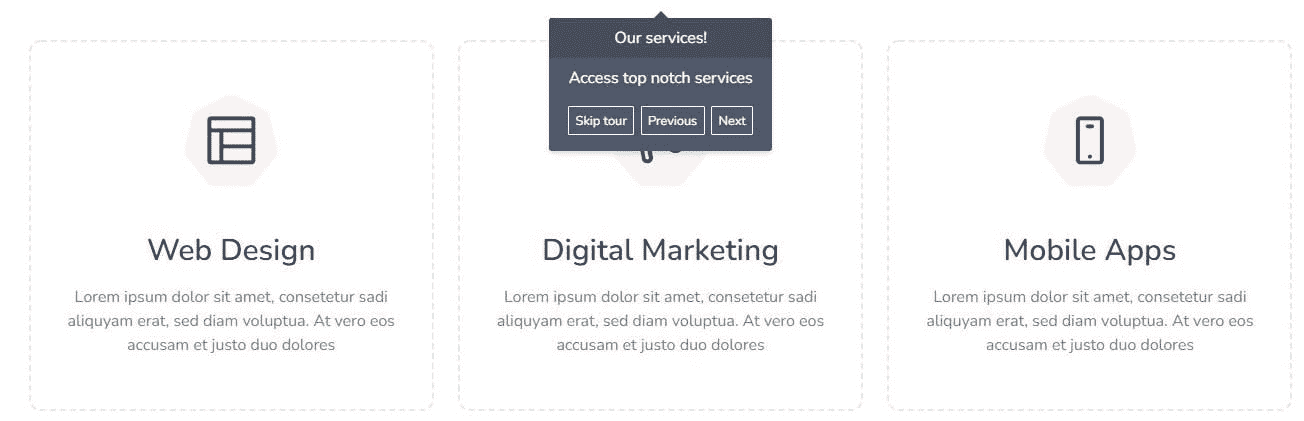 Our services!
Access top notch services
Skip tour Previous Next
Web Design
Lorem ipsum dolor sit amet, consetetur sadi
aliquyam erat, sed diam voluptua. At vero eos
accusam et justo duo dolores
Digital Marketing
Lorem ipsum dolor sit amet, consetetur sadi
aliquyam erat, sed diam voluptua. At vero eos
accusam et justo duo dolores
Mobile Apps
Lorem ipsum dolor sit amet, consetetur sadi
aliquyam erat, sed diam voluptua. At vero eos
accusam et justo duo dolores